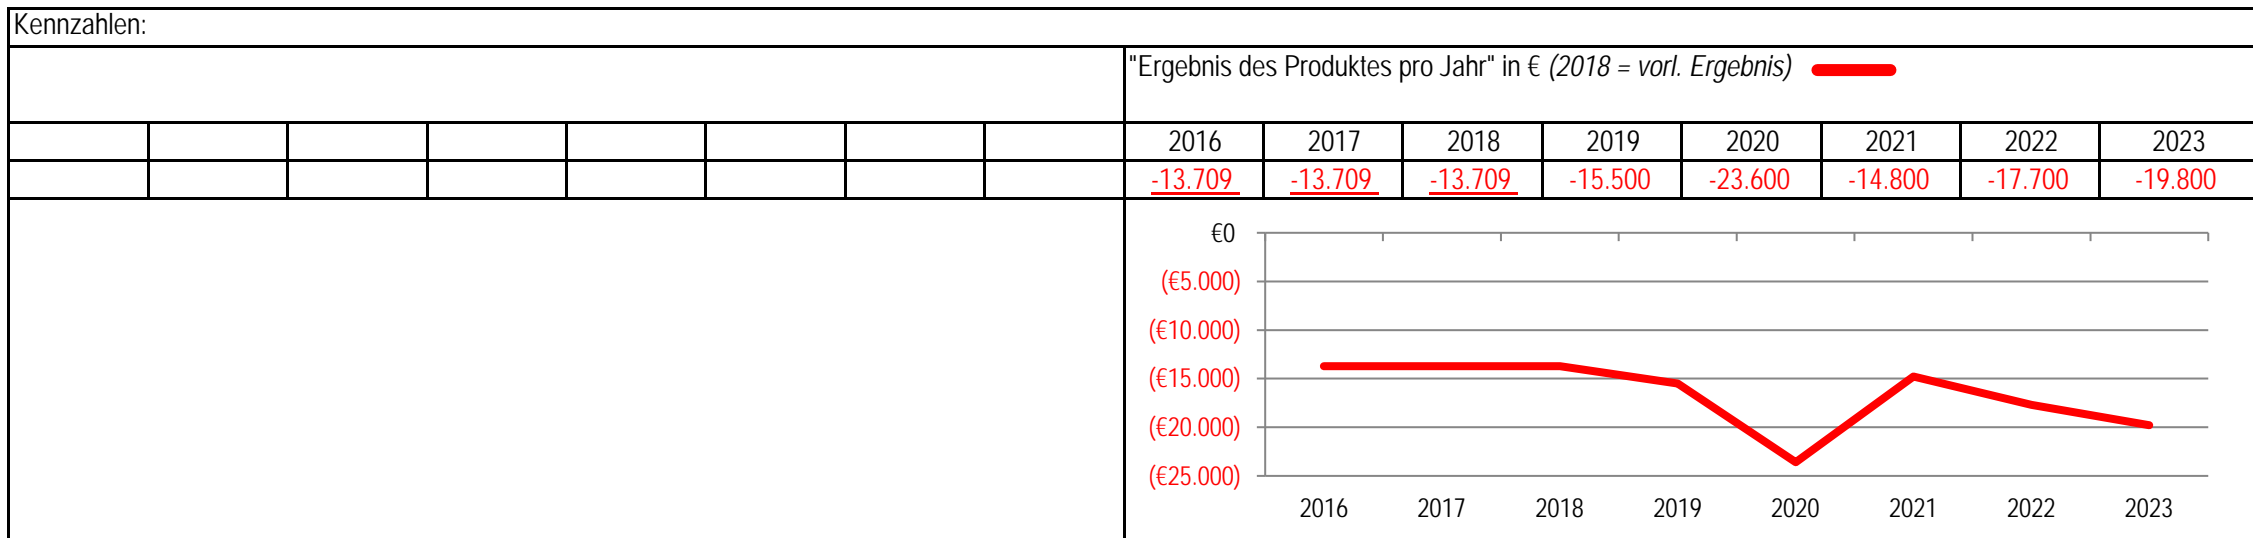 Kennzahlen:
"Ergebnis des Produktes pro Jahr" in € (2018 = vorl. Ergebnis)
2016 2017 2018 2019 2020 2021 2022 2023
-13.709 -13.709 -13.709 -15.500 -23.600 -14.800 -17.700 -19.800
€0
(€5.000)
(€10.000)
(€15.000)
(€20.000)
(€25.000)
2016 2017 2018 2019 2020 2021 2022 2023